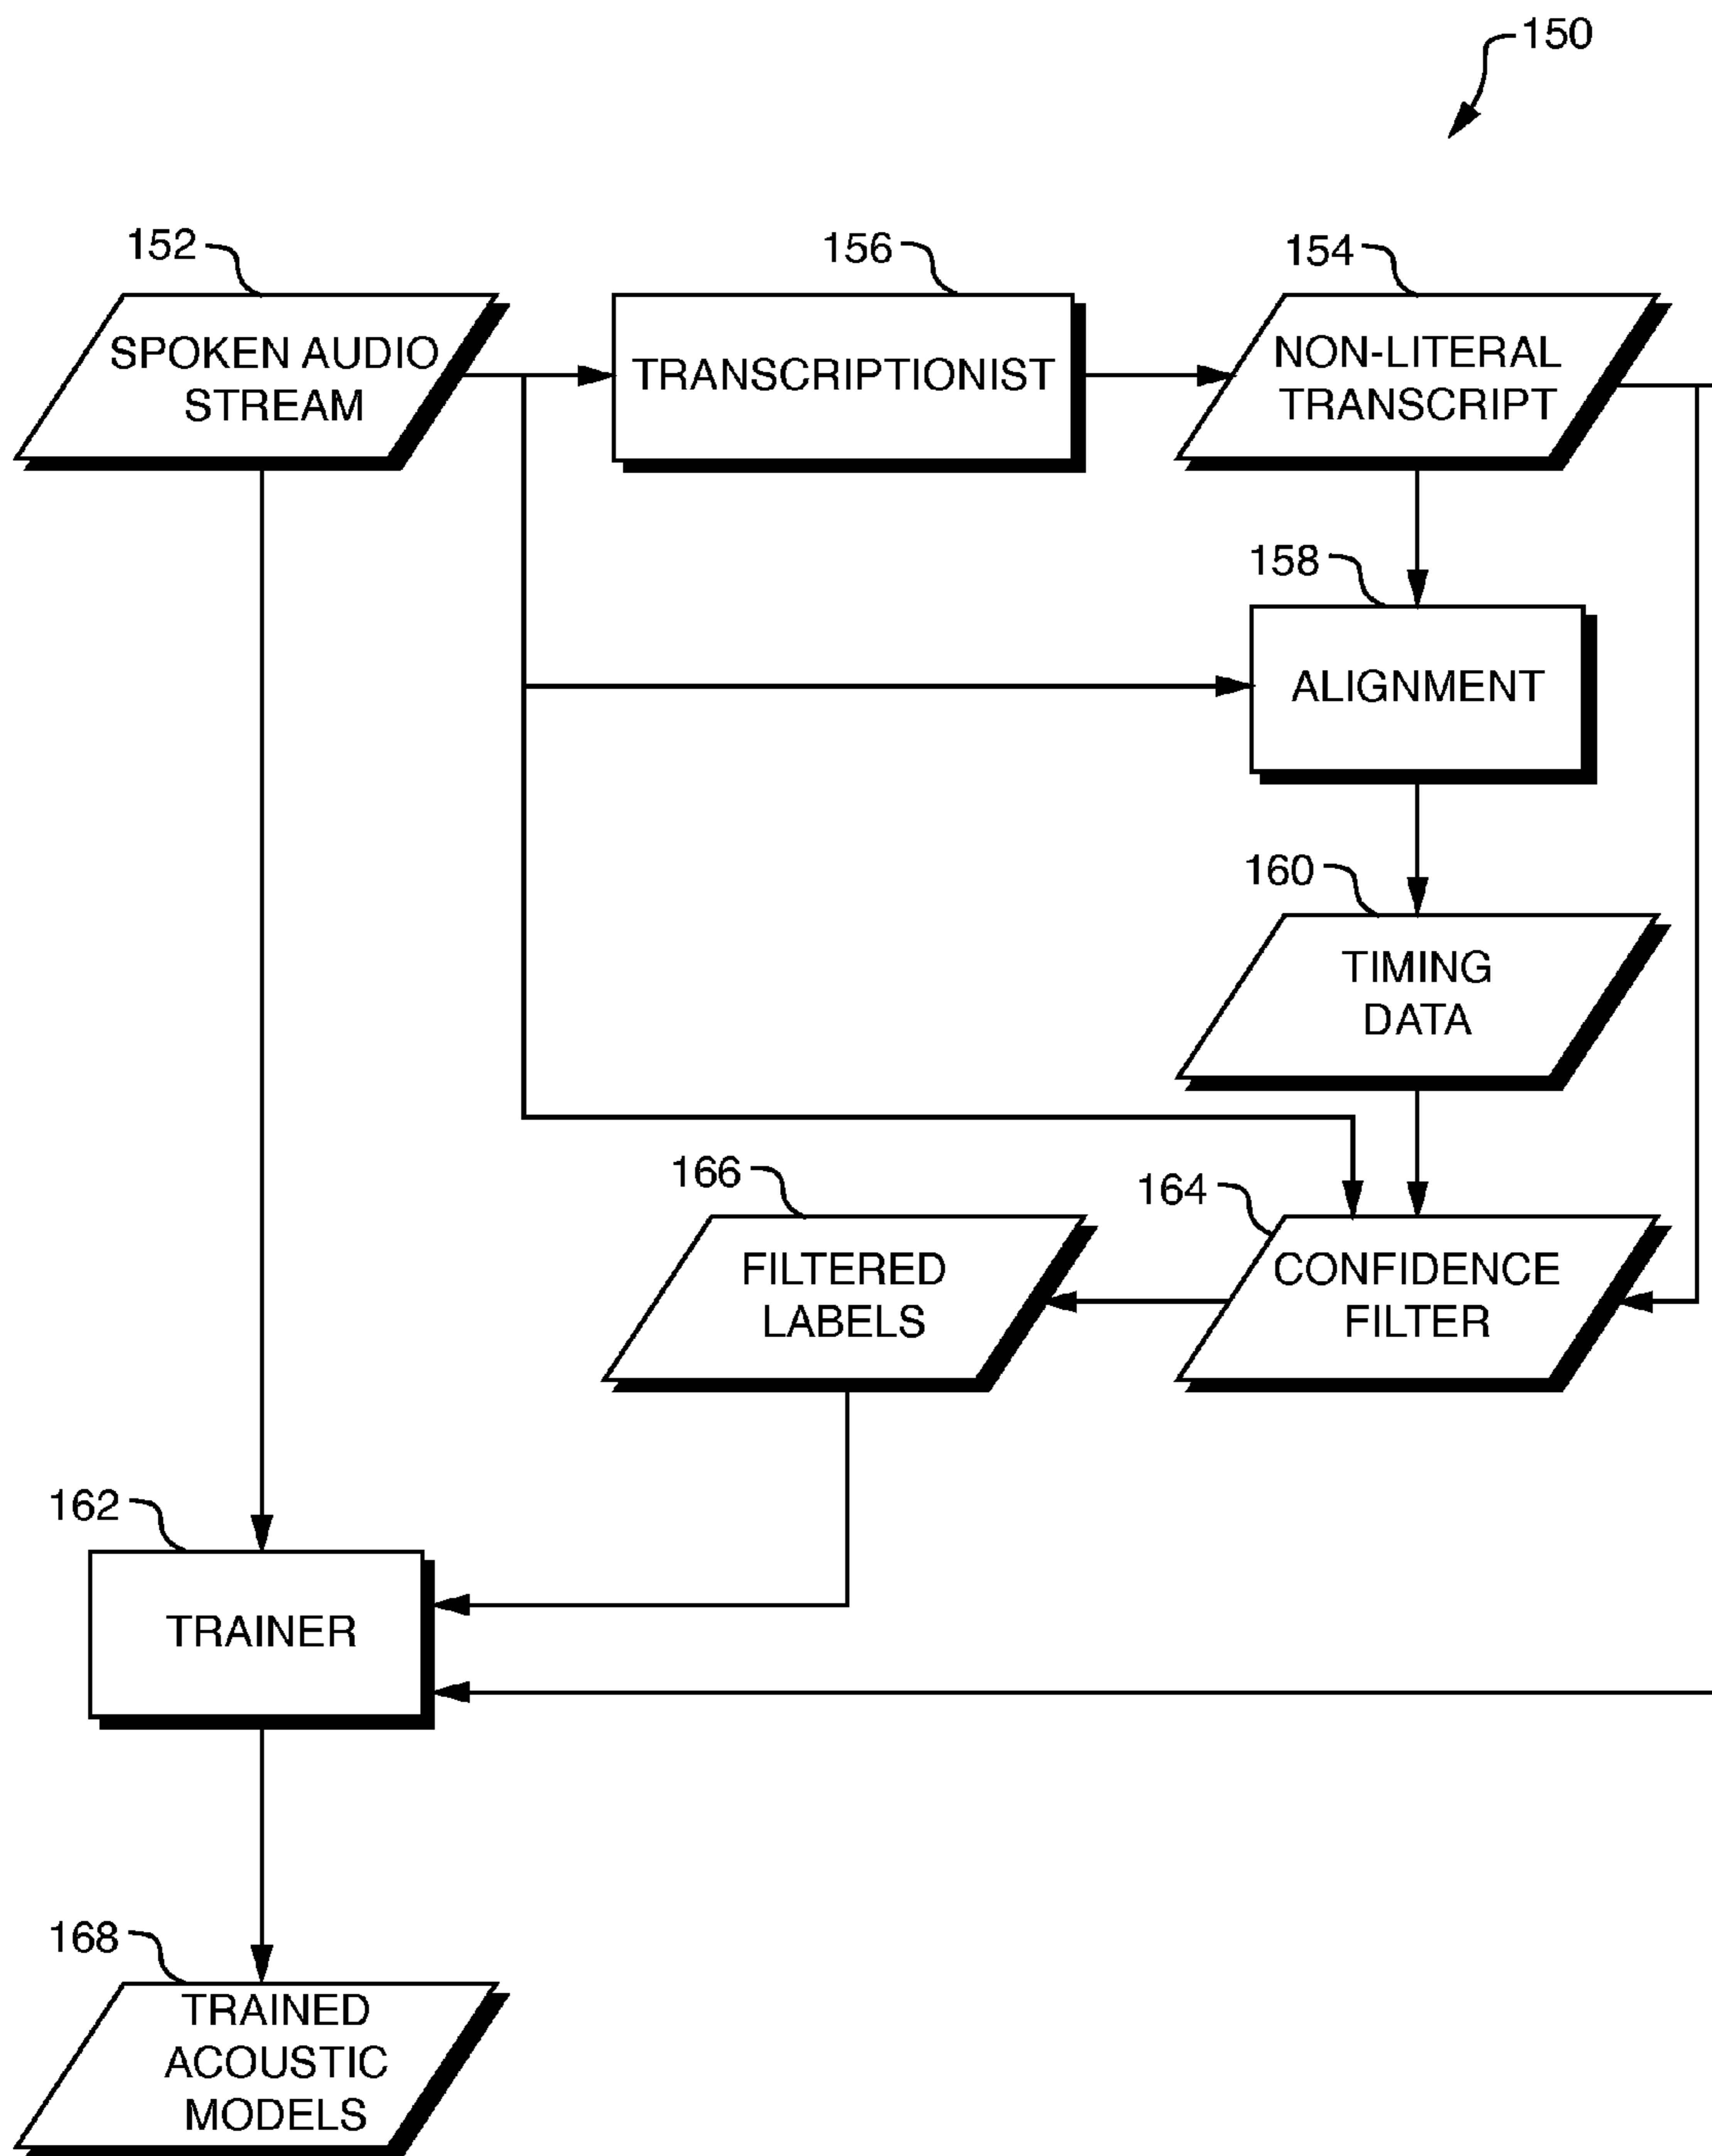 150
152
156
154
SPOKEN AUDIO
STREAM
TRANSCRIPTIONIST
NON-LITERAL
TRANSCRIPT
158
ALIGNMENT
160
TIMING
DATA
166
164
FILTERED
LABELS
CONFIDENCE
FILTER
162
TRAINER
168
TRAINED
ACOUSTIC
MODELS